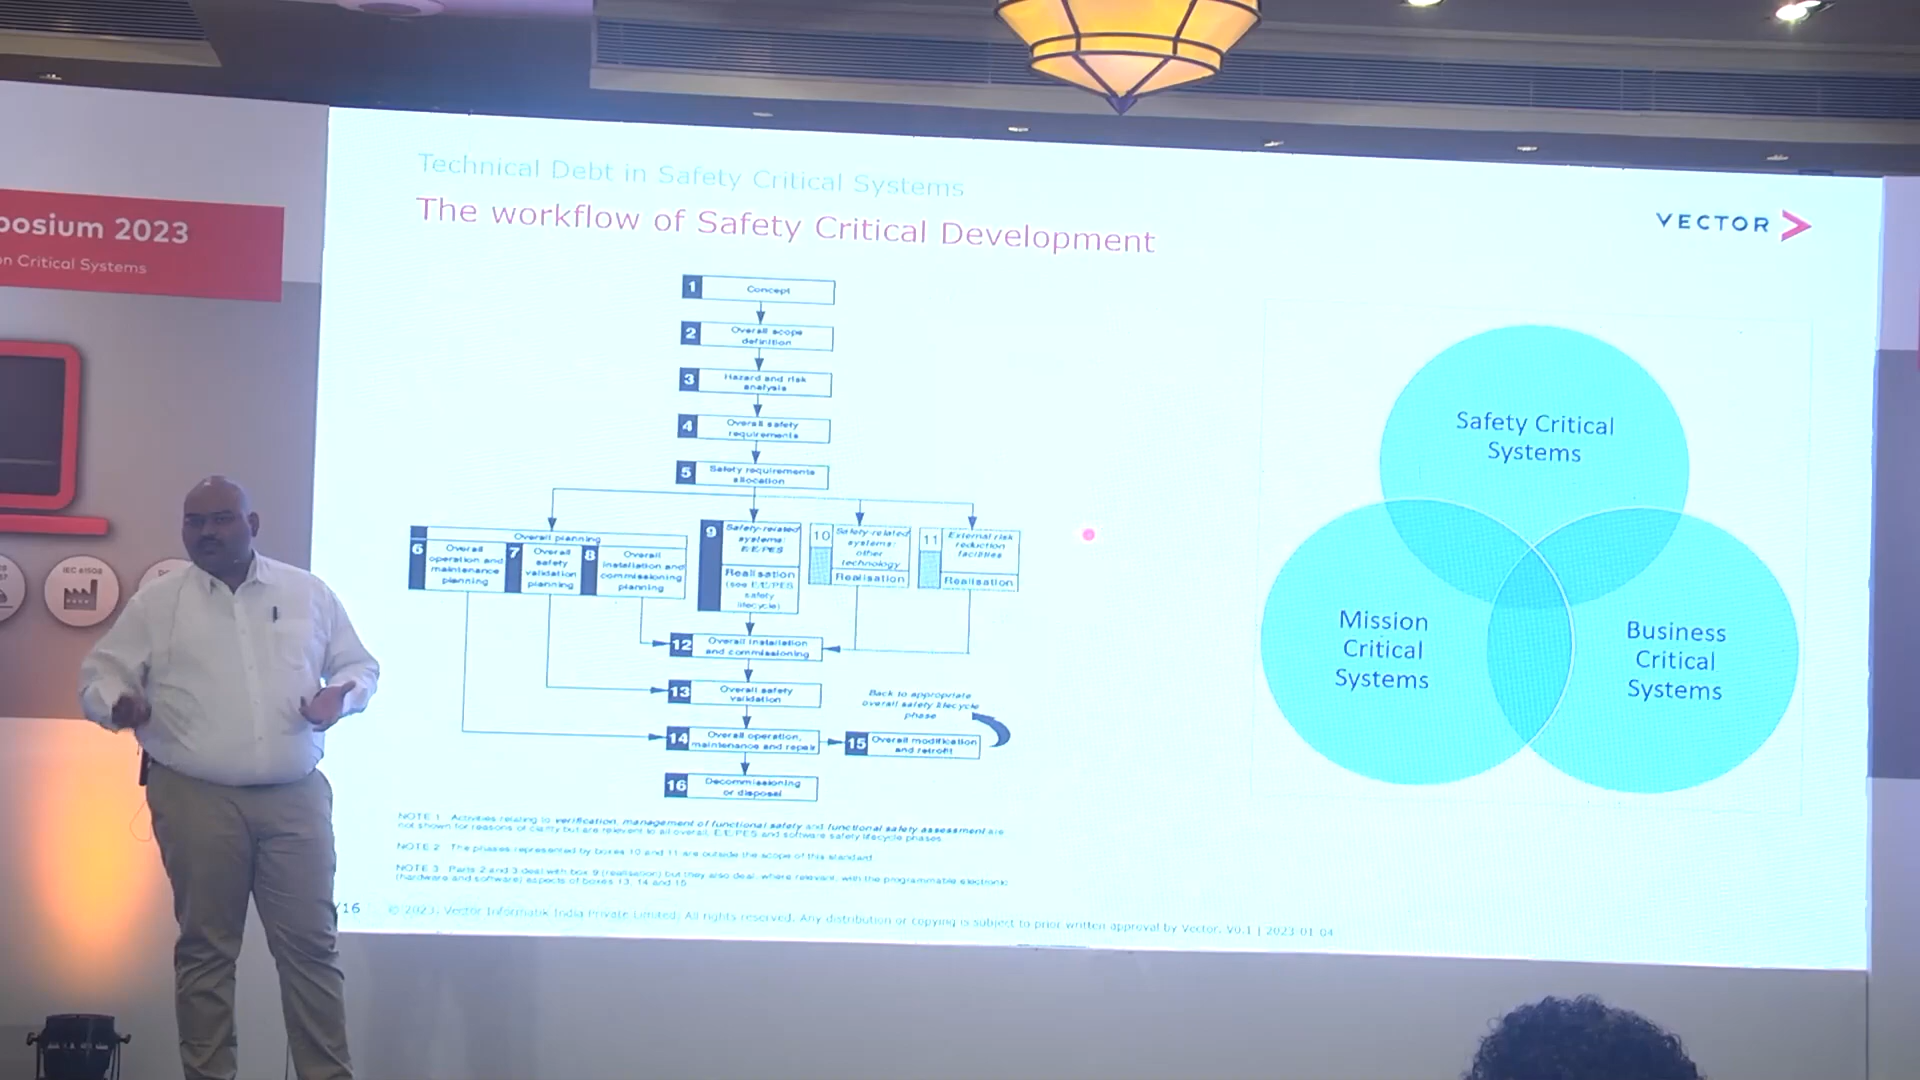 posium 2023
n Critical Systems
IEC 61508
Technical Debt in Safety Critical Systems
The workflow of Safety Critical Development
VECTOR
1 Concept
2 Overall scope
definition
3 Hazard and risk
analysis
4 Overall safety
requirements
5 Safety requirements
allocation
Overall planning
6 Overall
operation and
maintenance
planning
7 Overall
safety
validation
planning
8 Overall
installation and
commissioning
planning
9 Safety-related
systems:
E/E/PES
Realisation
(see E/E/PES
safety
lifecycle)
10 Safety-related
systems:
other
technology
Realisation
11 External risk
reduction
facilities
Realisation
12 Overall installation
and commissioning
13 Overall safety
validation
Back to appropriate
overall safety lifecycle
phase
14 Overall operation,
maintenance and repair
15 Overall modification
and retrofit
16 Decommissioning
or disposal
NOTE 1 Activities relating to verification, management of functional safety and functional safety assessment are
not shown for reasons of clarity but are relevant to all overall, E/E/PES and software safety lifecycle phases.
NOTE 2 The phases represented by boxes 10 and 11 are outside the scope of this standard.
NOTE 3 Parts 2 and 3 deal with box 9 (realisation) but they also deal, where relevant, with the programmable electronic
(hardware and software) aspects of boxes 13, 14 and 15.
Safety Critical
Systems
Mission
Critical
Systems
Business
Critical
Systems
/16
© 2023. Vector Informatik India Private Limited. All rights reserved. Any distribution or copying is subject to prior written approval by Vector. V0.1 | 2023-01-04